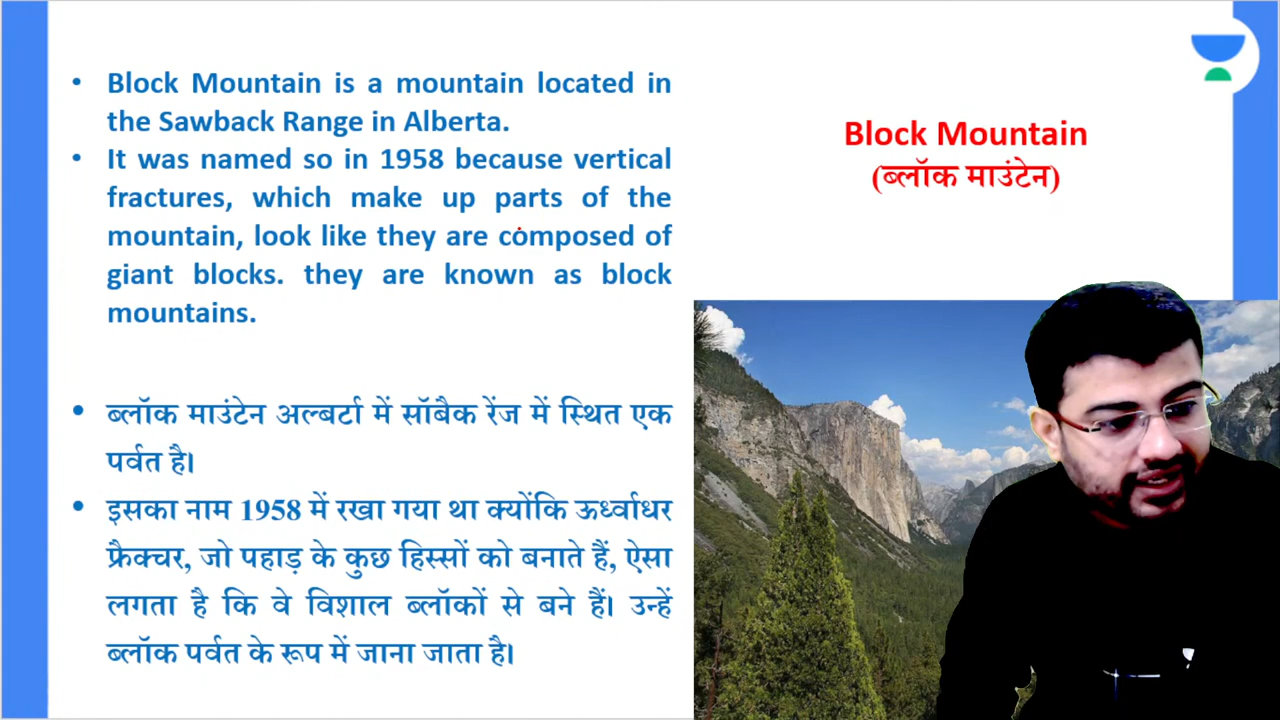 • Block Mountain is a mountain located in
the Sawback Range in Alberta.
• It was named so in 1958 because vertical
fractures, which make up parts of the
mountain, look like they are composed of
giant blocks. they are known as block
mountains.
• ब्लॉक माउंटेन अल्बर्टा में सॉबैक रेंज में स्थित एक
पर्वत है।
• इसका नाम 1958 में रखा गया था क्योंकि ऊर्ध्वाधर
फ्रैक्चर, जो पहाड़ के कुछ हिस्सों को बनाते हैं, ऐसा
लगता है कि वे विशाल ब्लॉकों से बने हैं। उन्हें
ब्लॉक पर्वत के रूप में जाना जाता है।
Block Mountain
(ब्लॉक माउंटेन)